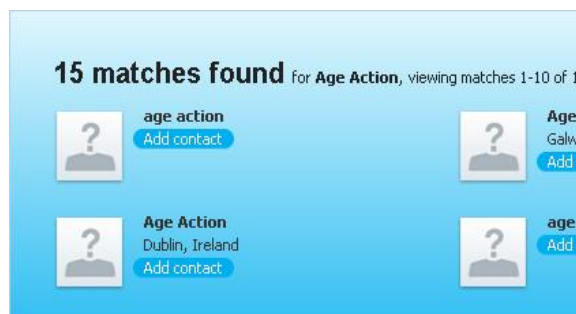 15 matches found for Age Action, viewing matches 1-10 of 1
age action
Add contact
Age
Galw
Add
Age Action
Dublin, Ireland
Add contact
age
Add